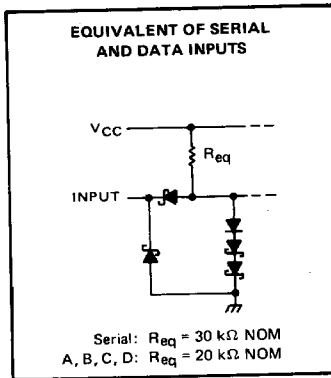 EQUIVALENT OF SERIAL
AND DATA INPUTS
VCC
Req
INPUT
Serial: Req = 30 kΩ NOM
A, B, C, D: Req = 20 kΩ NOM